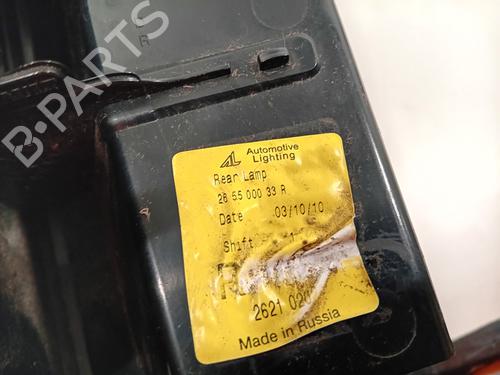 B-PARTS
AL Automotive
Lighting
Rear Lamp
26 55 000 33 R
Date 03/10/10
Shift 1
2621 020
Made in Russia